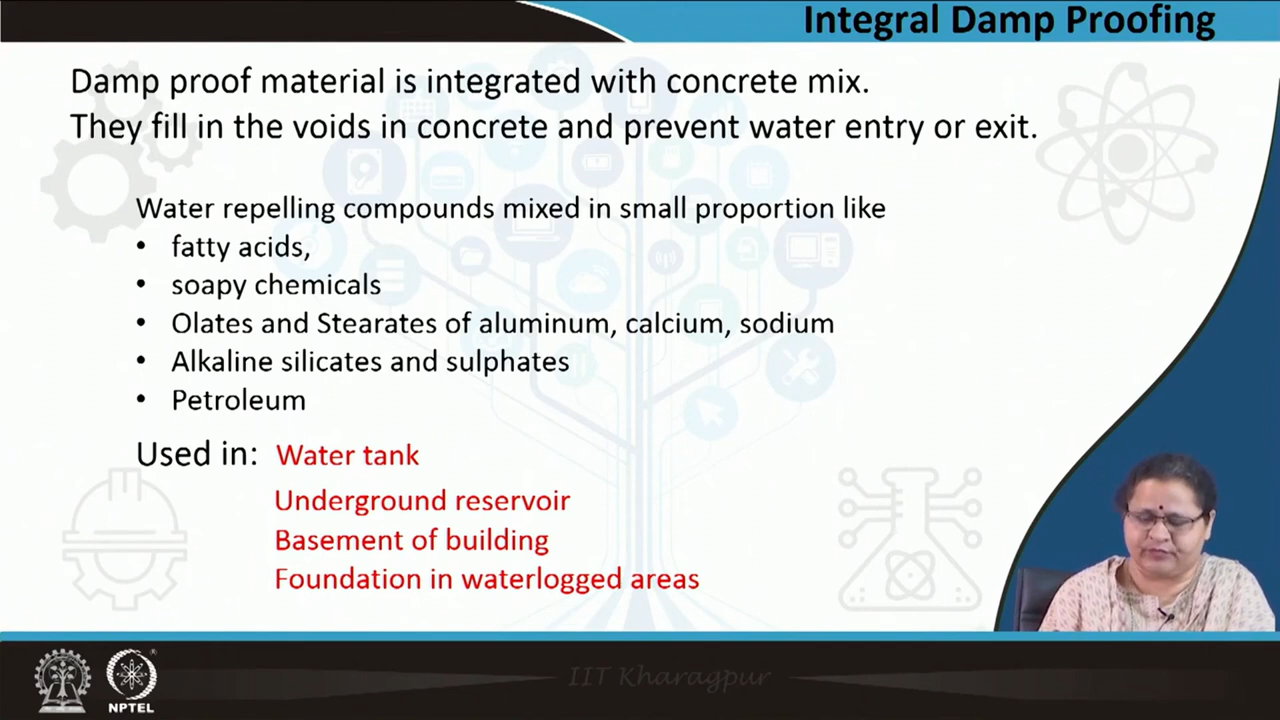 Integral Damp Proofing
Damp proof material is integrated with concrete mix.
They fill in the voids in concrete and prevent water entry or exit.
Water repelling compounds mixed in small proportion like
• fatty acids,
• soapy chemicals
• Olates and Stearates of aluminum, calcium, sodium
• Alkaline silicates and sulphates
• Petroleum
Used in: Water tank
Underground reservoir
Basement of building
Foundation in waterlogged areas
IIT Kharagpur
NPTEL